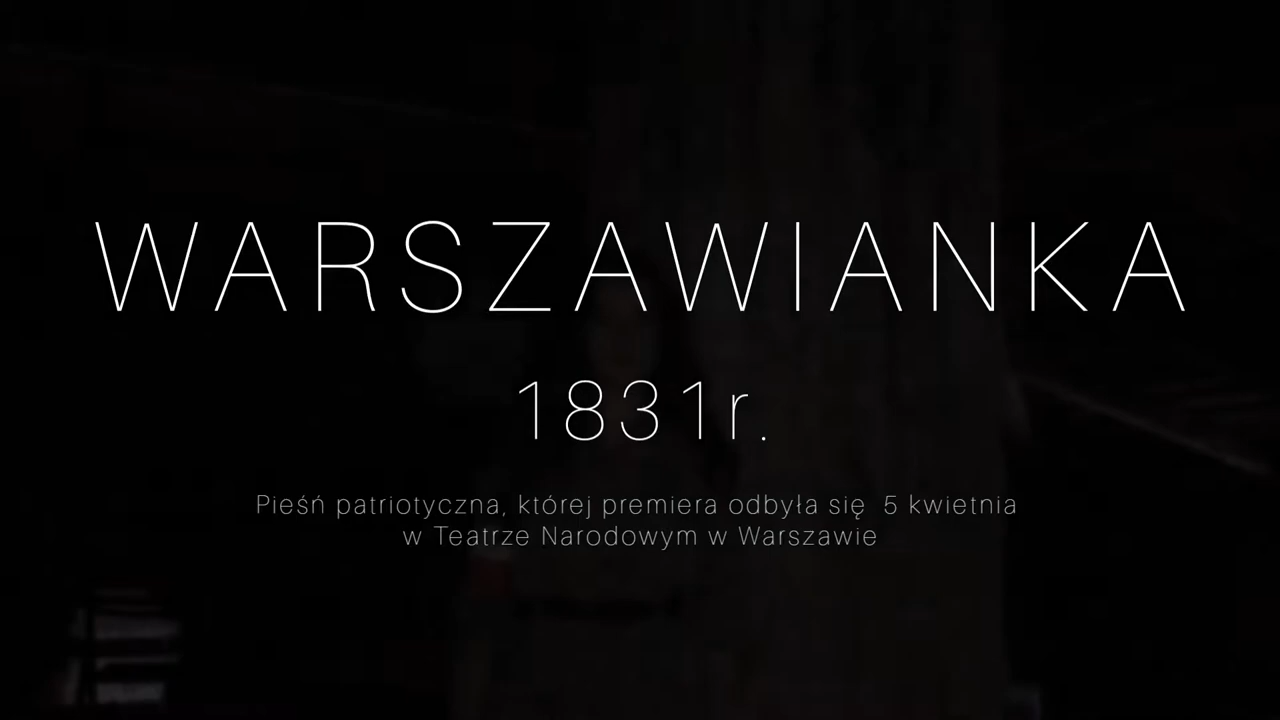 WARSZAWIANKA
1831r.
Pieśń patriotyczna, której premiera odbyła się 5 kwietnia
w Teatrze Narodowym w Warszawie